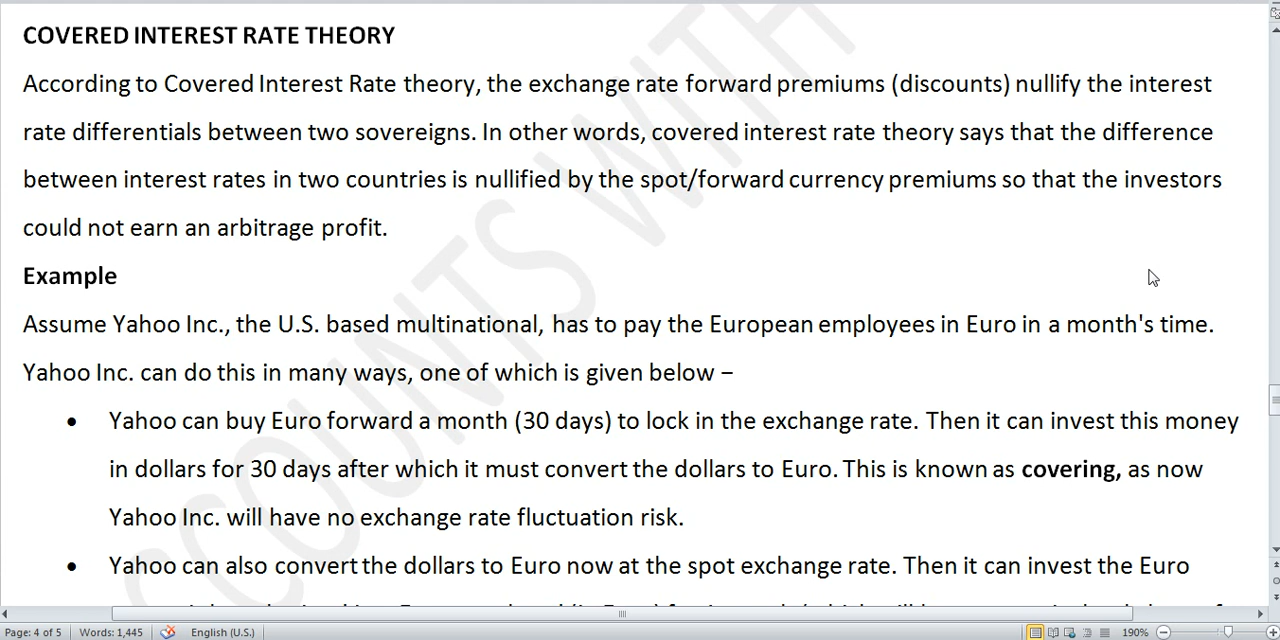 COVERED INTEREST RATE THEORY
According to Covered Interest Rate theory, the exchange rate forward premiums (discounts) nullify the interest
rate differentials between two sovereigns. In other words, covered interest rate theory says that the difference
between interest rates in two countries is nullified by the spot/forward currency premiums so that the investors
could not earn an arbitrage profit.
Example
Assume Yahoo Inc., the U.S. based multinational, has to pay the European employees in Euro in a month's time.
Yahoo Inc. can do this in many ways, one of which is given below −
• Yahoo can buy Euro forward a month (30 days) to lock in the exchange rate. Then it can invest this money
in dollars for 30 days after which it must convert the dollars to Euro. This is known as covering, as now
Yahoo Inc. will have no exchange rate fluctuation risk.
• Yahoo can also convert the dollars to Euro now at the spot exchange rate. Then it can invest the Euro
CCOUNTS WITH
Page: 4 of 5 Words: 1,445 English (U.S.) 190%